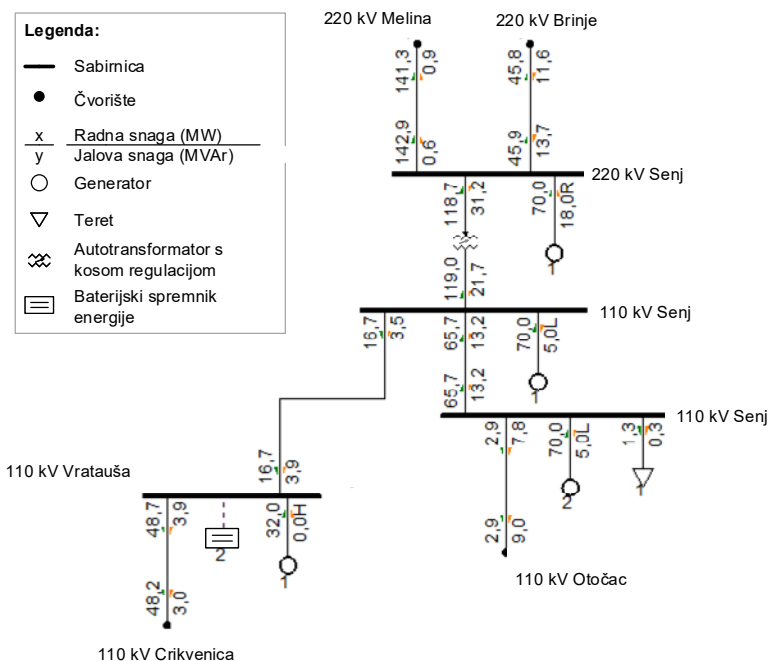 220 kV Melina
220 kV Brinje
Legenda:
Sabirnica
Čvorište
x Radna snaga (MW)
y Jalova snaga (MVAr)
Generator
Teret
Autotransformator s
kosom regulacijom
Baterijski spremnik
energije
141,3
0,9
45,8
11,6
142,9
0,6
45,9
13,7
220 kV Senj
118,7
31,2
70,0
18,0R
1
119,0
21,7
110 kV Senj
16,7
3,5
65,7
13,2
70,0
5,0L
1
65,7
13,2
110 kV Senj
2,9
7,8
70,0
5,0L
2
1,3
0,3
1
2,9
9,0
110 kV Otočac
16,7
3,9
110 kV Vratauša
48,7
3,9
2
32,0
0,0H
1
48,2
3,0
110 kV Crikvenica